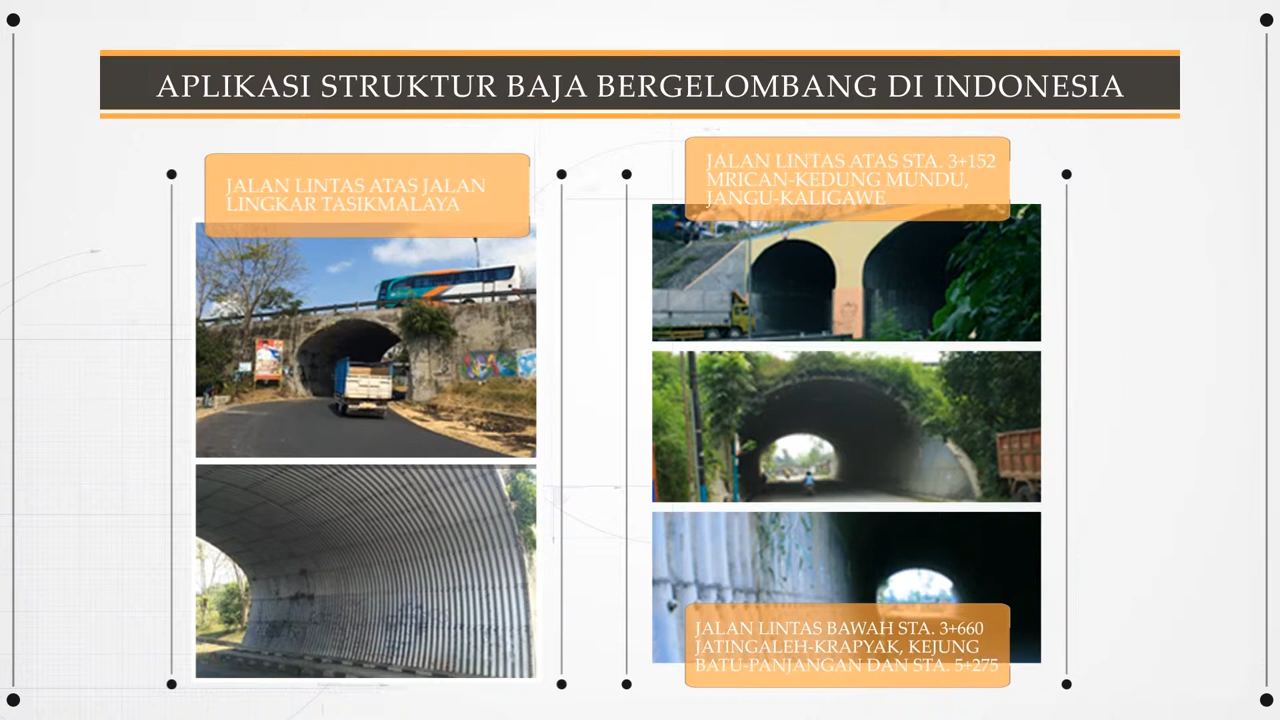 APLIKASI STRUKTUR BAJA BERGELOMBANG DI INDONESIA
JALAN LINTAS ATAS JALAN
LINGKAR TASIKMALAYA
JALAN LINTAS ATAS STA. 3+152
MRICAN-KEDUNG MUNDU,
JANGU-KALIGAWE
JALAN LINTAS BAWAH STA. 3+660
JATINGALEH-KRAPYAK, KEJUNG
BATU-PANJANGAN DAN STA. 5+275